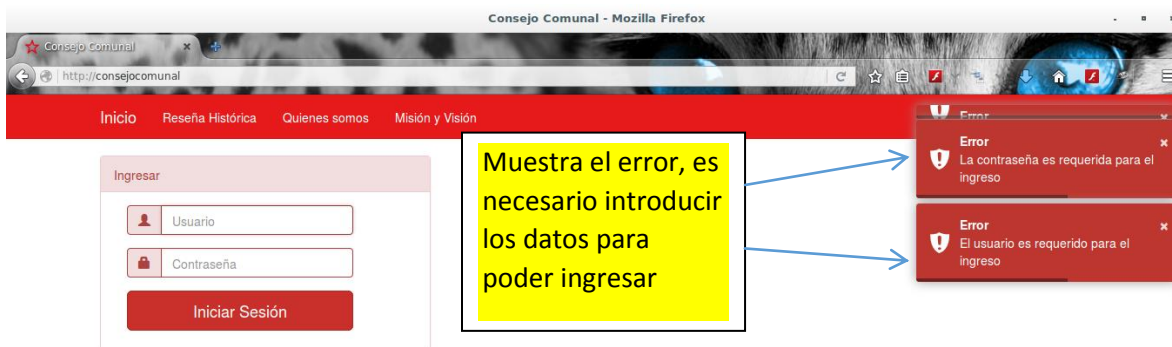 Consejo Comunal - Mozilla Firefox
Consejo Comunal
http://consejocomunal
Inicio Reseña Histórica Quienes somos Misión y Visión
Ingresar
Usuario
Contraseña
Iniciar Sesión
Muestra el error, es
necesario introducir
los datos para
poder ingresar
Error
Error
La contraseña es requerida para el
ingreso
Error
El usuario es requerido para el
ingreso